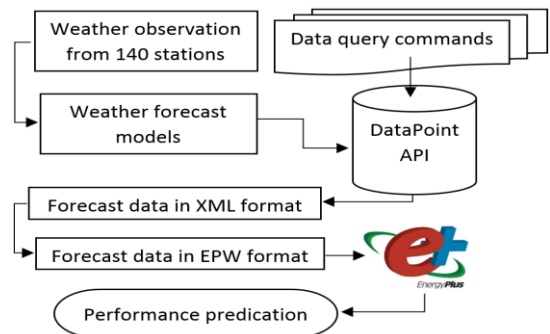 Weather observation
from 140 stations
Data query commands
Weather forecast
models
DataPoint
API
Forecast data in XML format
Forecast data in EPW format
e+
EnergyPlus
Performance predication